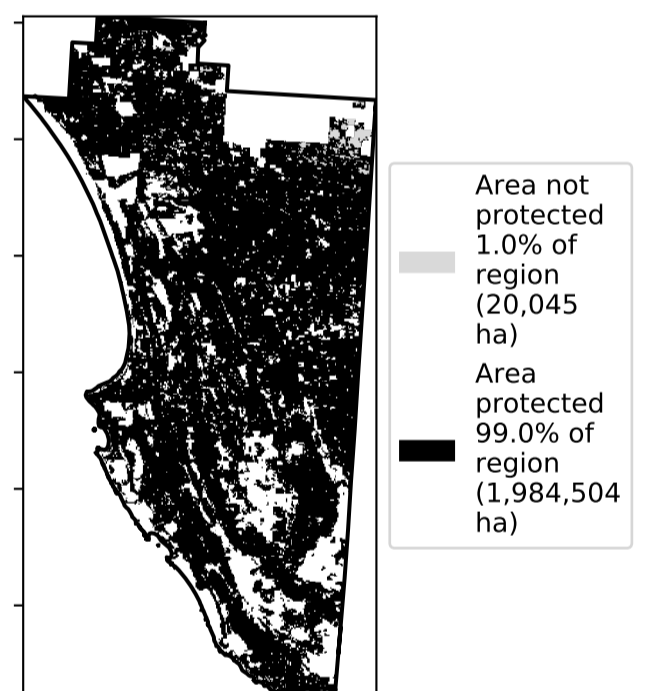 Area not
protected
1.0% of
region
(20,045
ha)
Area
protected
99.0% of
region
(1,984,504
ha)